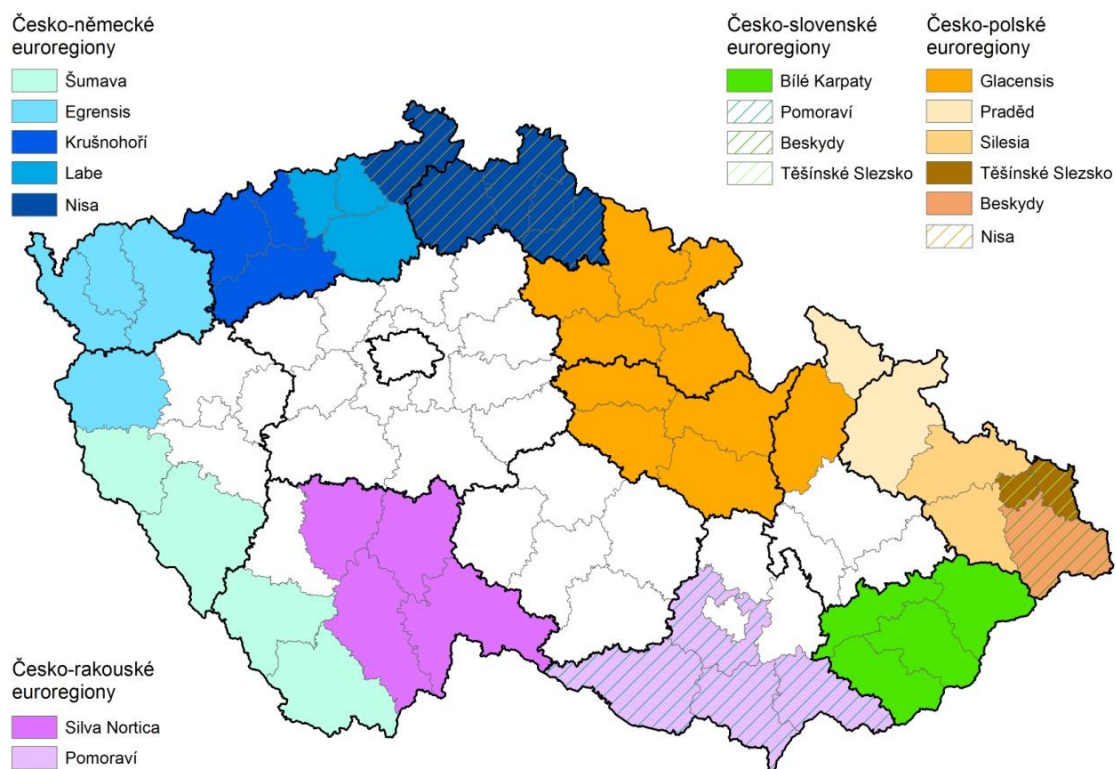 Česko-německé
euroregiony
Šumava
Egrensis
Krušnohoří
Labe
Nisa
Česko-slovenské
euroregiony
Bílé Karpaty
Pomoraví
Beskydy
Těšínské Slezsko
Česko-polské
euroregiony
Glacensis
Praděd
Silesia
Těšínské Slezsko
Beskydy
Nisa
Česko-rakouské
euroregiony
Silva Nortica
Pomoraví